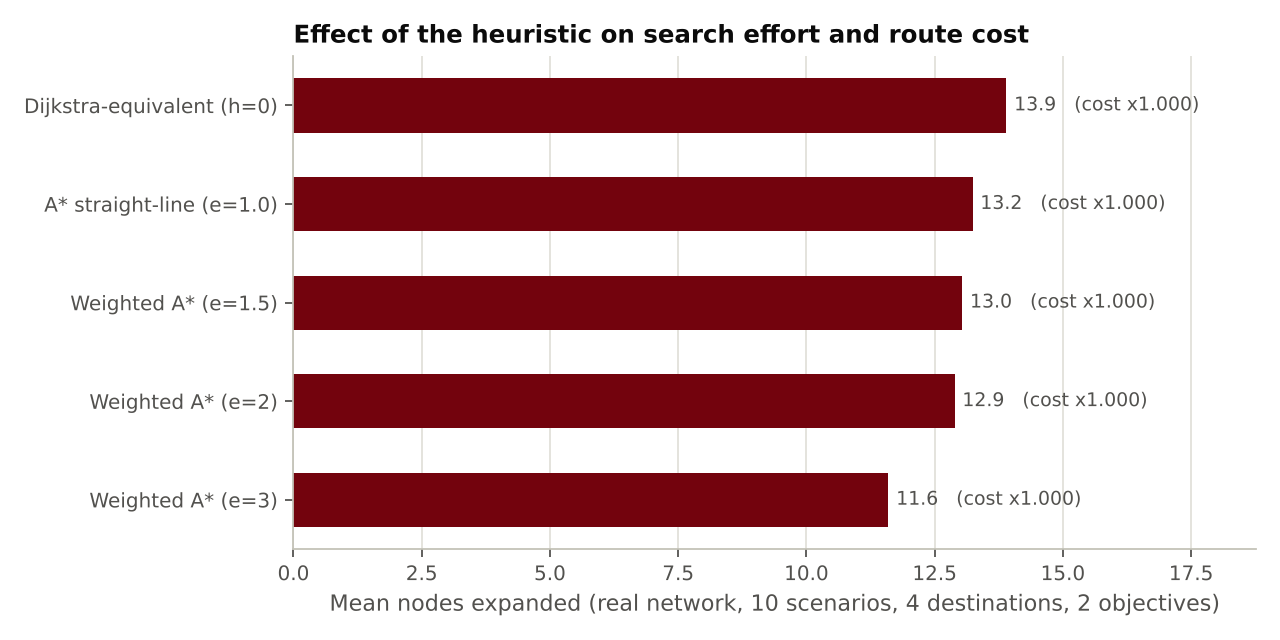 Effect of the heuristic on search effort and route cost
Dijkstra-equivalent (h=0)
13.9 (cost x1.000)
A* straight-line (e=1.0)
13.2 (cost x1.000)
Weighted A* (e=1.5)
13.0 (cost x1.000)
Weighted A* (e=2)
12.9 (cost x1.000)
Weighted A* (e=3)
11.6 (cost x1.000)
0.0 2.5 5.0 7.5 10.0 12.5 15.0 17.5
Mean nodes expanded (real network, 10 scenarios, 4 destinations, 2 objectives)